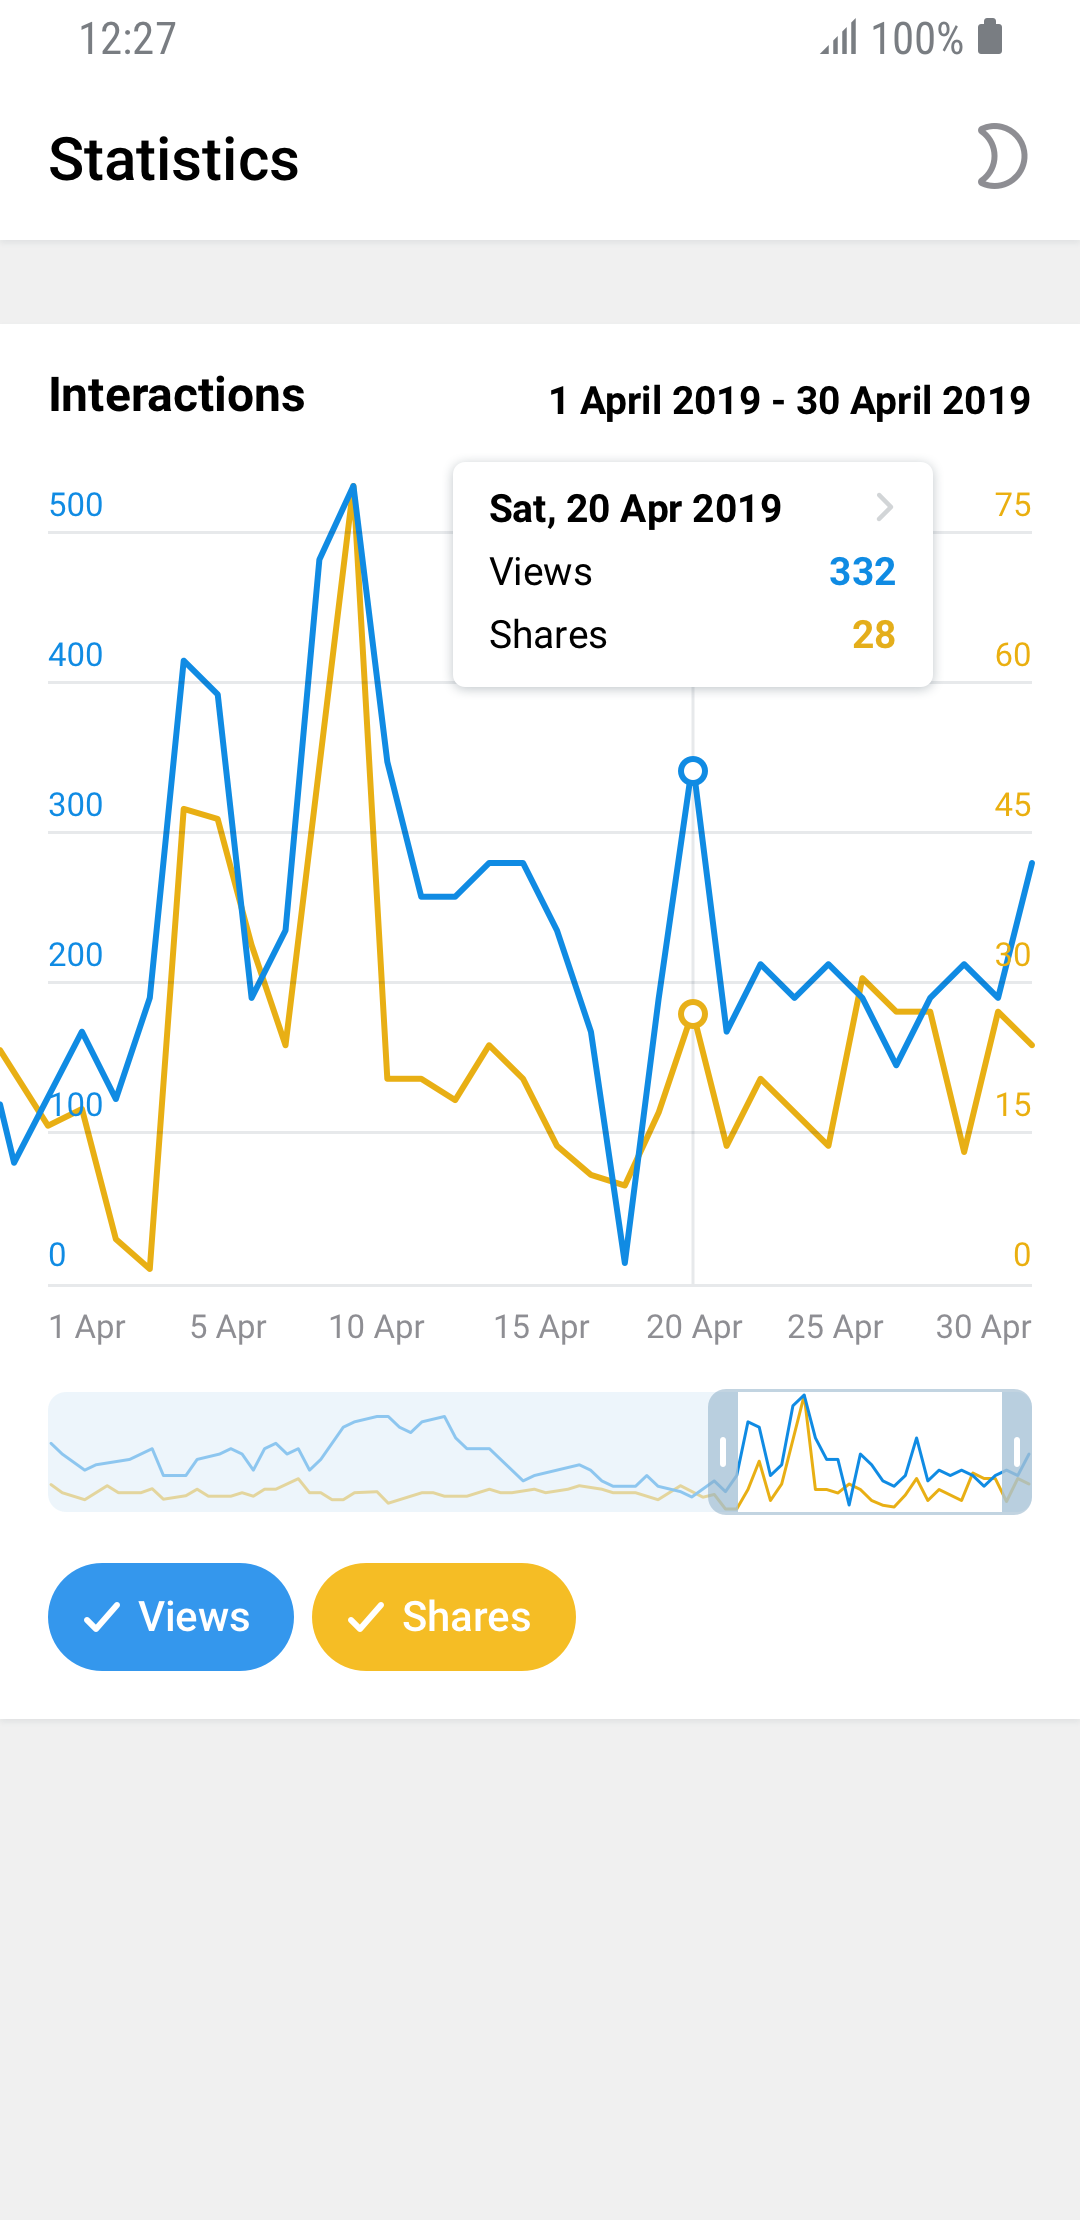 12:27 100%
Statistics
Interactions 1 April 2019 - 30 April 2019
Sat, 20 Apr 2019
Views 332
Shares 28
500 75
400 60
300 45
200 30
100 15
0 0
1 Apr 5 Apr 10 Apr 15 Apr 20 Apr 25 Apr 30 Apr
Views Shares